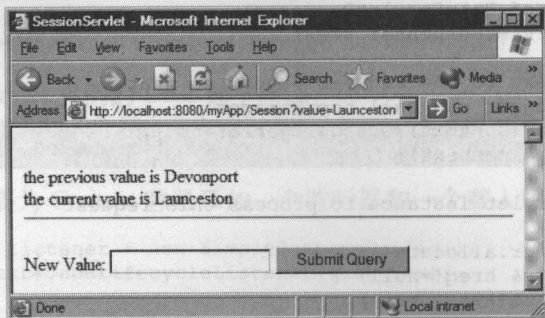 SessionServlet - Microsoft Internet Explorer
File Edit View Favorites Tools Help
Back Search Favorites Media »
Address http://localhost:8080/myApp/Session?value=Launceston Go Links »
the previous value is Devonport
the current value is Launceston
New Value: Submit Query
Done Local intranet